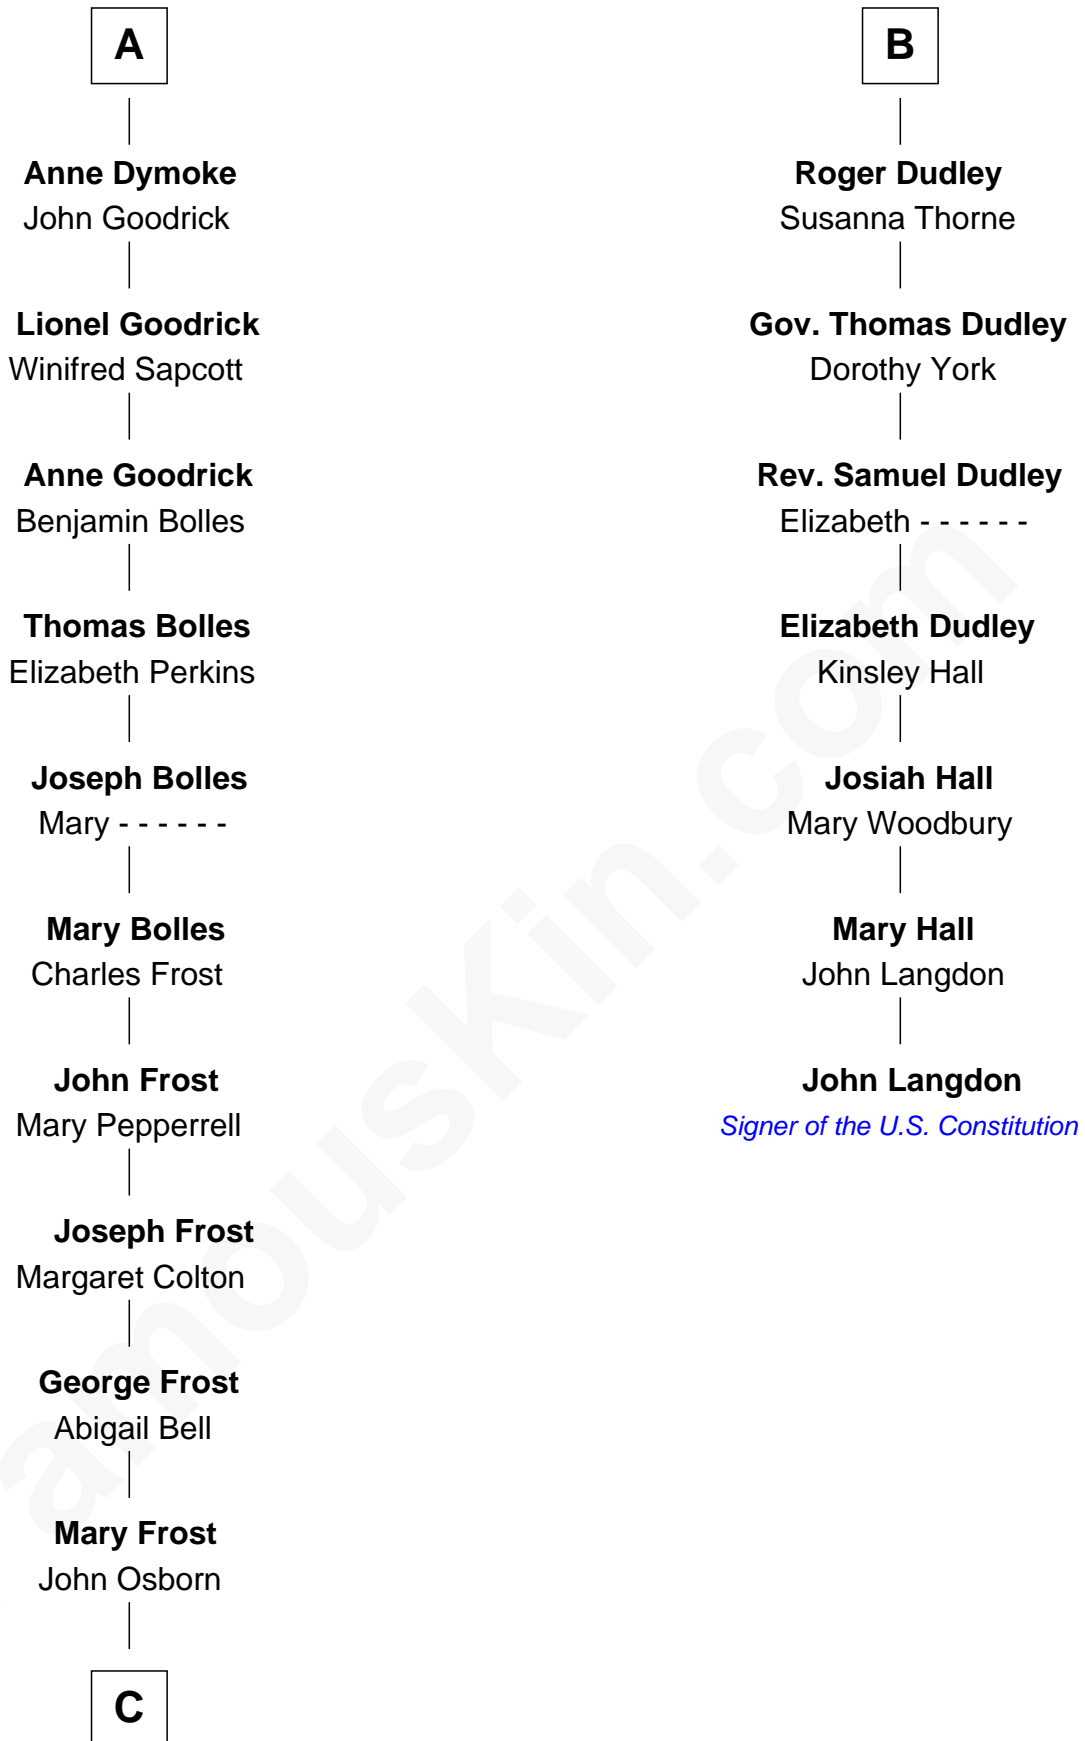 A
Anne Dymoke
John Goodrick
Lionel Goodrick
Winifred Sapcott
Anne Goodrick
Benjamin Bolles
Thomas Bolles
Elizabeth Perkins
Joseph Bolles
Mary - - - - - -
Mary Bolles
Charles Frost
John Frost
Mary Pepperrell
Joseph Frost
Margaret Colton
George Frost
Abigail Bell
Mary Frost
John Osborn
C
B
Roger Dudley
Susanna Thorne
Gov. Thomas Dudley
Dorothy York
Rev. Samuel Dudley
Elizabeth - - - - - -
Elizabeth Dudley
Kinsley Hall
Josiah Hall
Mary Woodbury
Mary Hall
John Langdon
John Langdon
Signer of the U.S. Constitution
amouskin.com